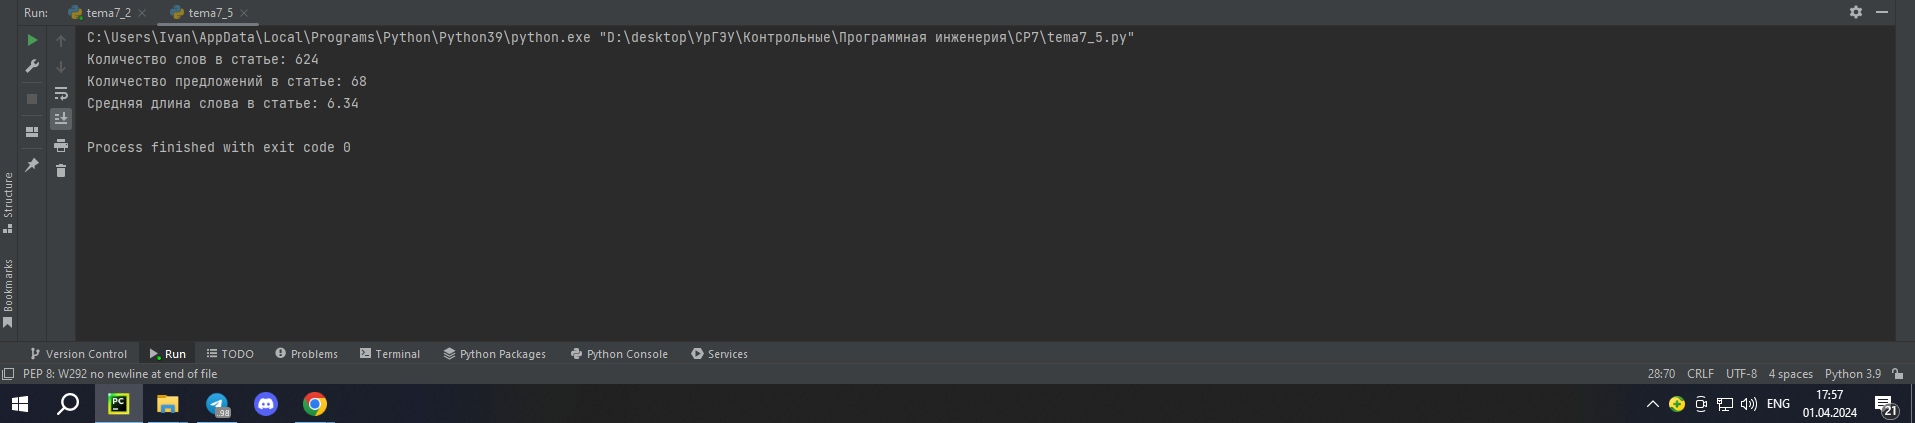 Run: tema7_2 tema7_5
C:\Users\Ivan\AppData\Local\Programs\Python\Python39\python.exe "D:\desktop\УрГЭУ\Контрольные\Программная инженерия\СР7\tema7_5.py"
Количество слов в статье: 624
Количество предложений в статье: 68
Средняя длина слова в статье: 6.34
Process finished with exit code 0
Structure
Bookmarks
Version Control Run TODO Problems Terminal Python Packages Python Console Services
PEP 8: W292 no newline at end of file 28:70 CRLF UTF-8 4 spaces Python 3.9
PC .98 ENG 17:57 21
01.04.2024